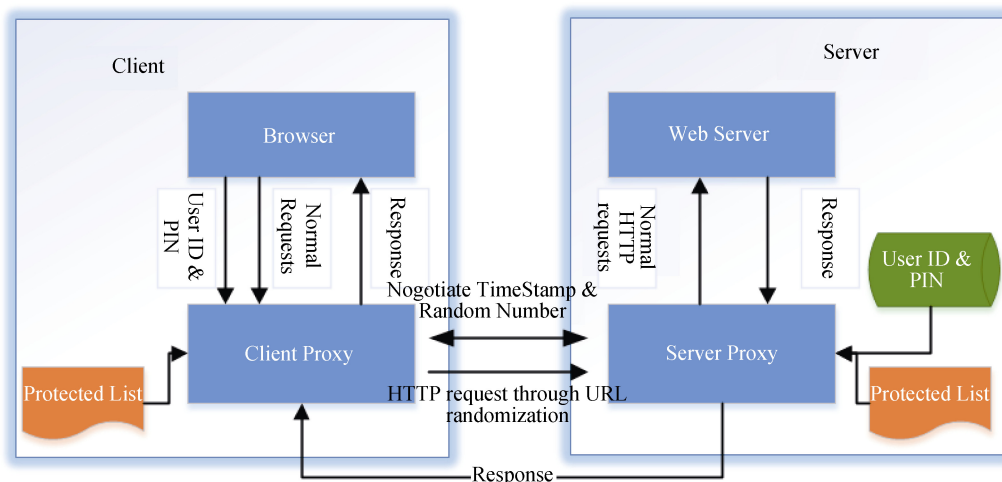 Client
Server
Browser
Web Server
User ID &
PIN
Normal
Requests
Response
Normal
HTTP
requests
Response
User ID &
PIN
Nogotiate TimeStamp &
Random Number
Client Proxy
Server Proxy
Protected List
HTTP request through URL
randomization
Protected List
Response